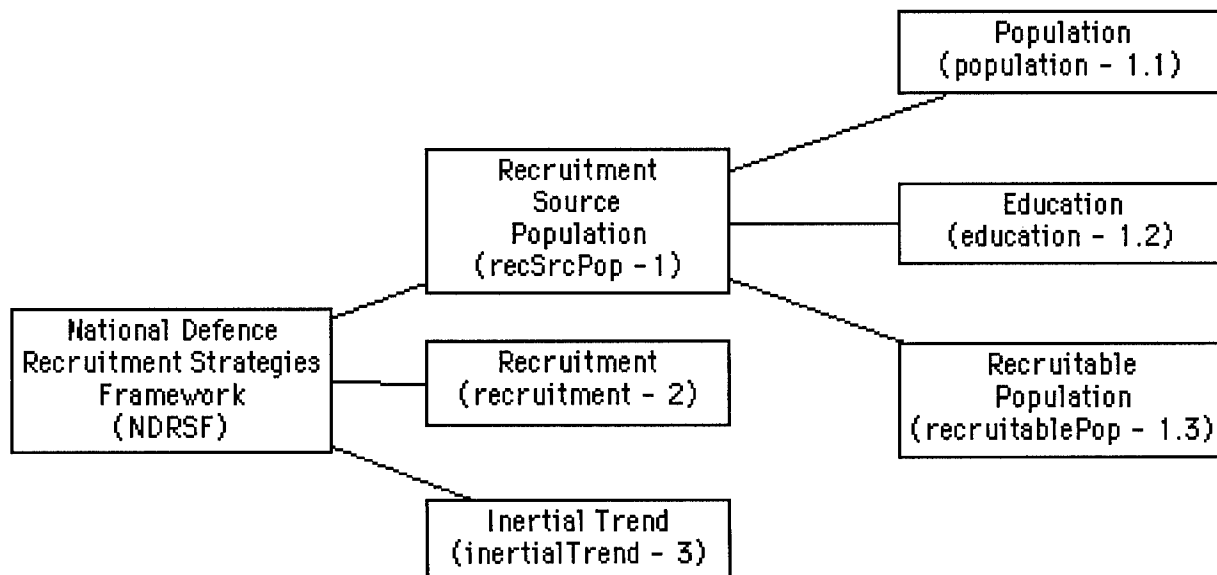 Population
(population - 1.1)
Recruitment
Source
Population
(recSrcPop - 1)
Education
(education - 1.2)
National Defence
Recruitment Strategies
Framework
(NDRSF)
Recruitment
(recruitment - 2)
Recruitable
Population
(recruitablePop - 1.3)
Inertial Trend
(inertialTrend - 3)